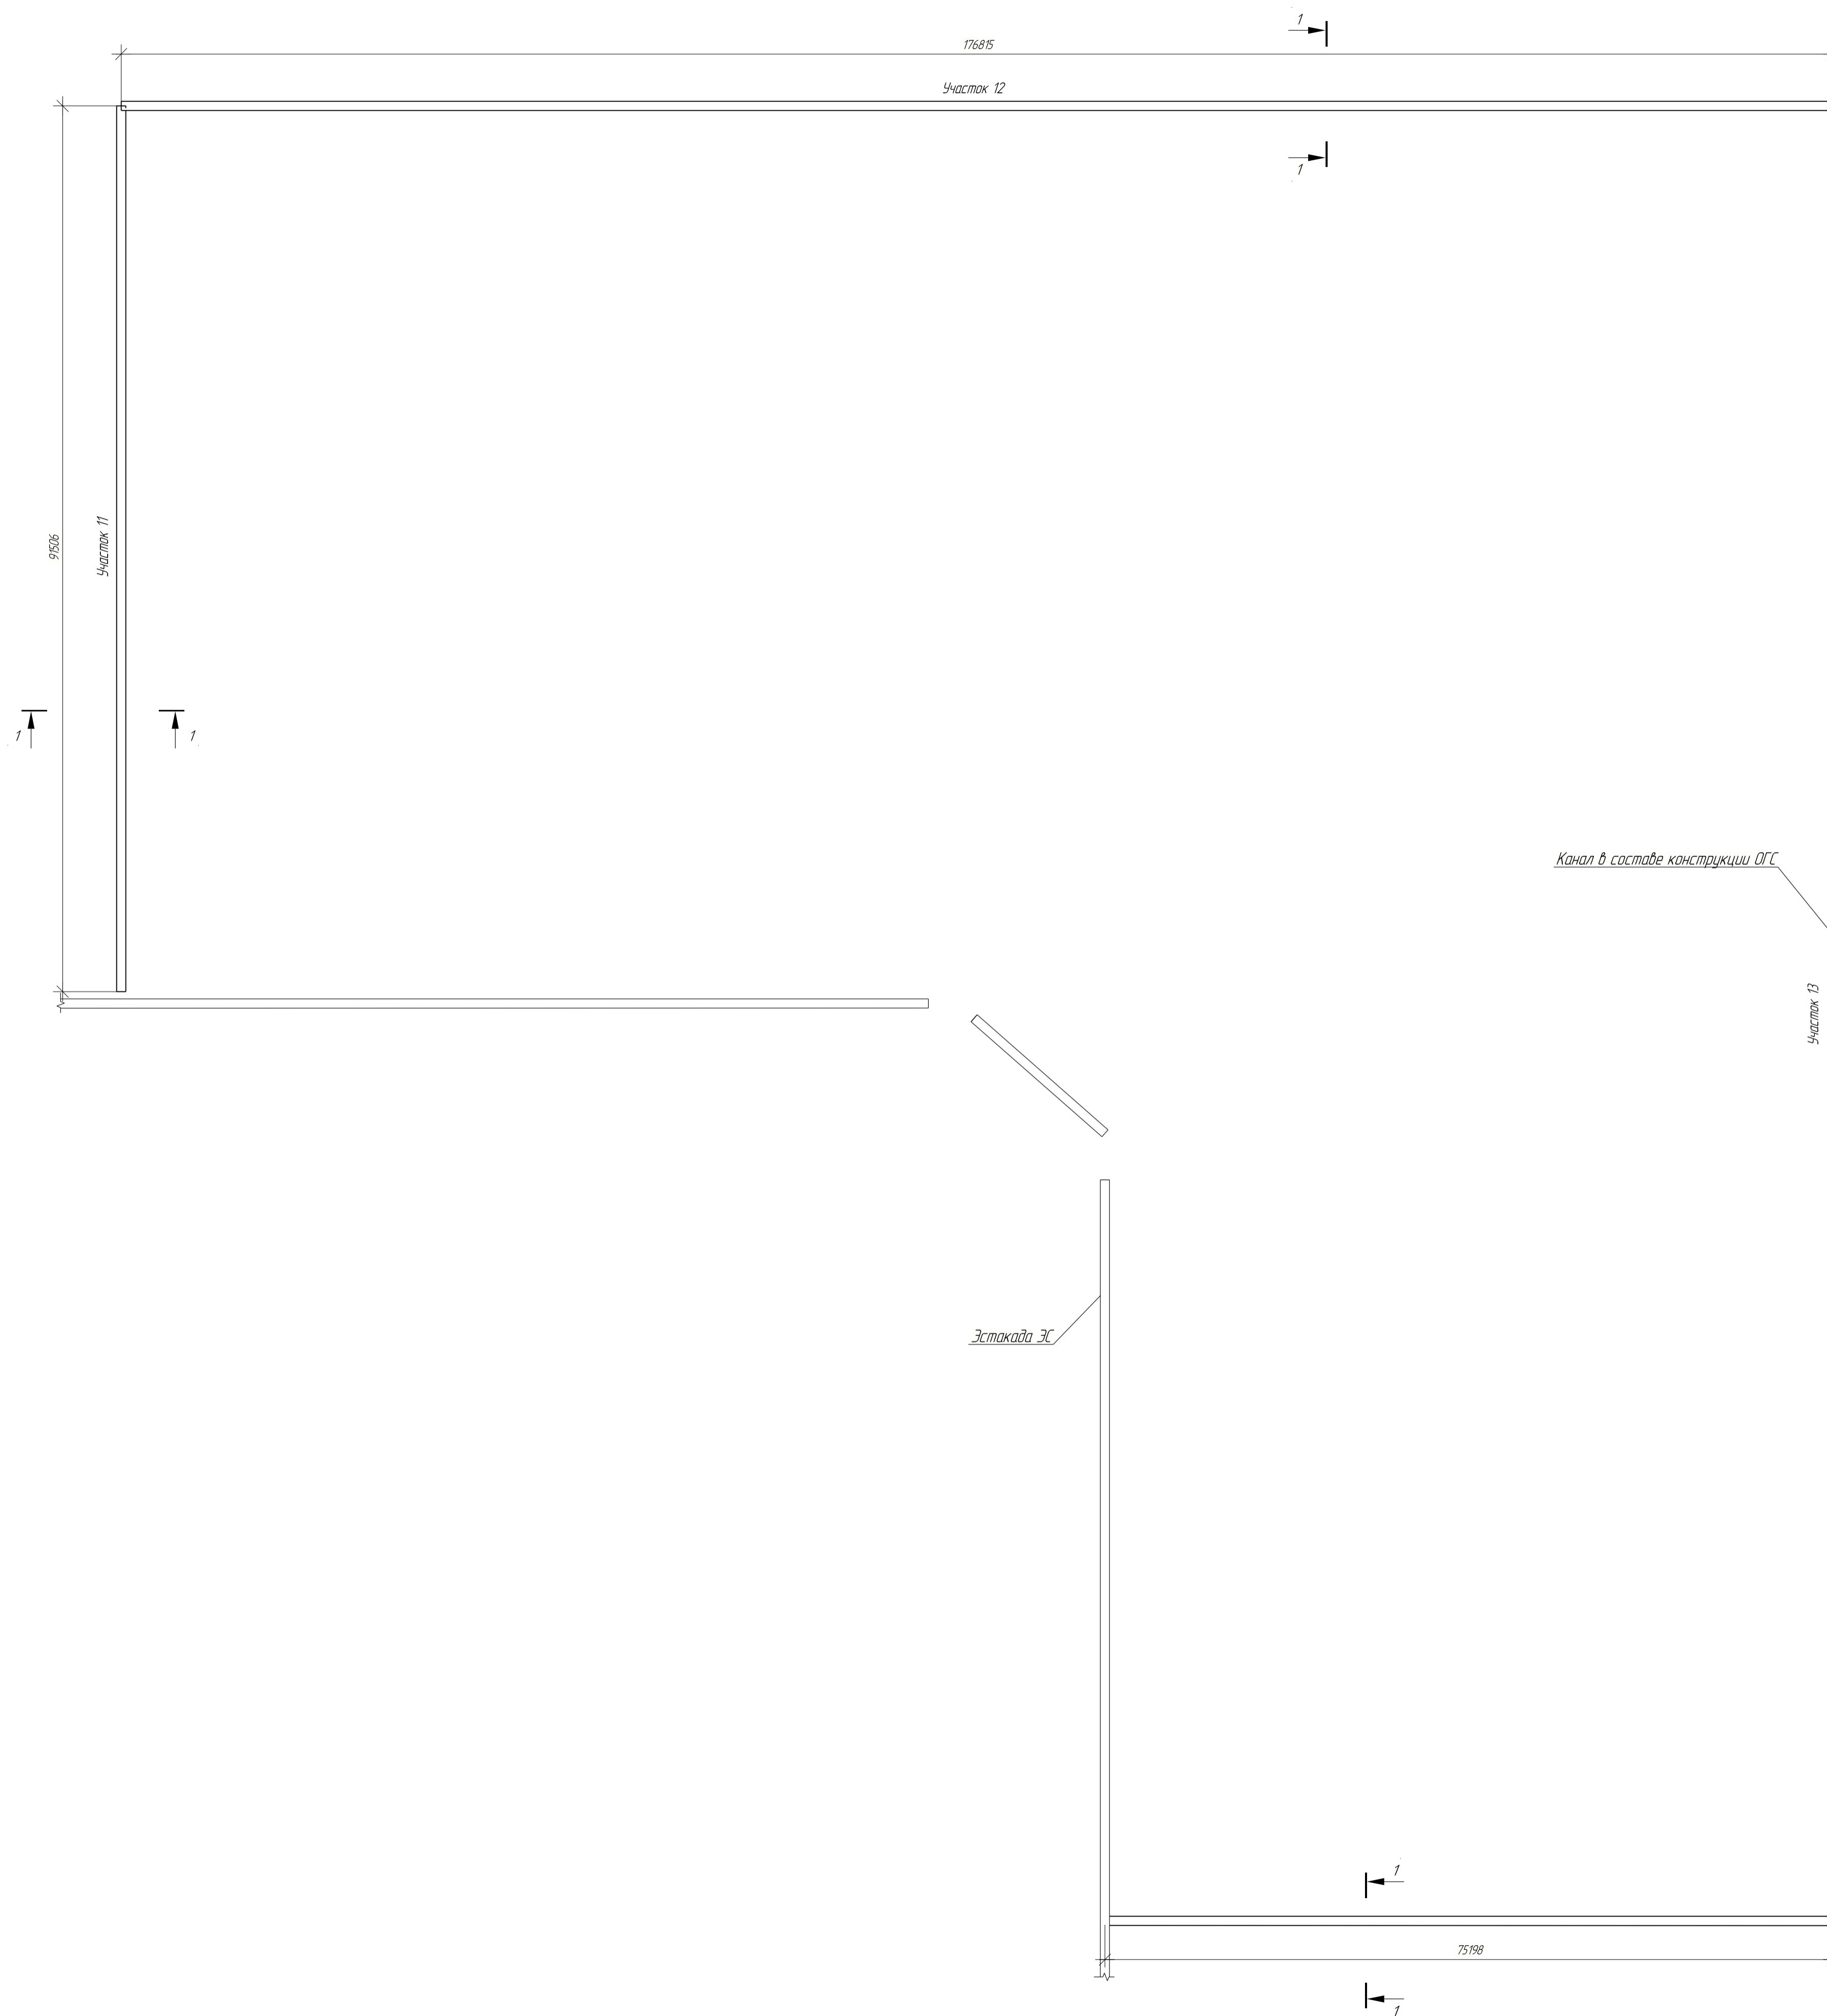 1
176815
Участок 12
1
91506
Участок 11
1
1
Канал в составе конструкции ОГС
Участок 13
Эстакада ЭС
1
75198
1